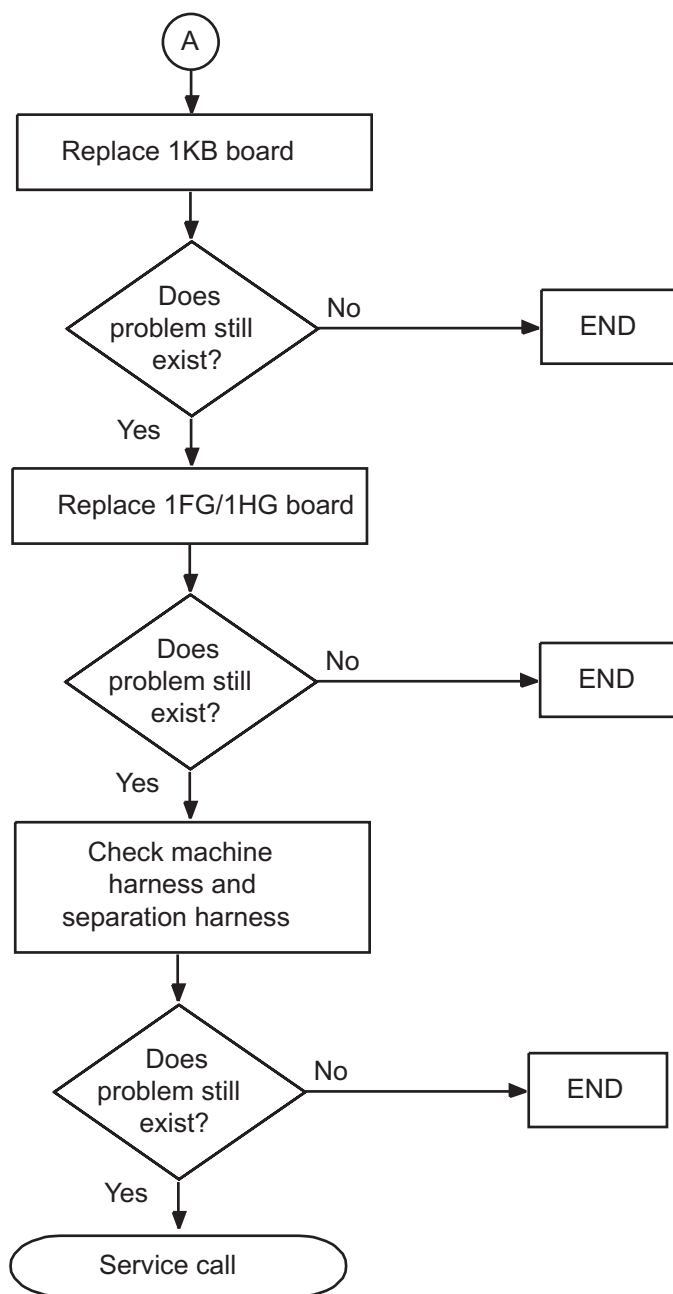 A
Replace 1KB board
Does
problem still
exist?
No
END
Yes
Replace 1FG/1HG board
Does
problem still
exist?
No
END
Yes
Check machine
harness and
separation harness
Does
problem still
exist?
No
END
Yes
Service call